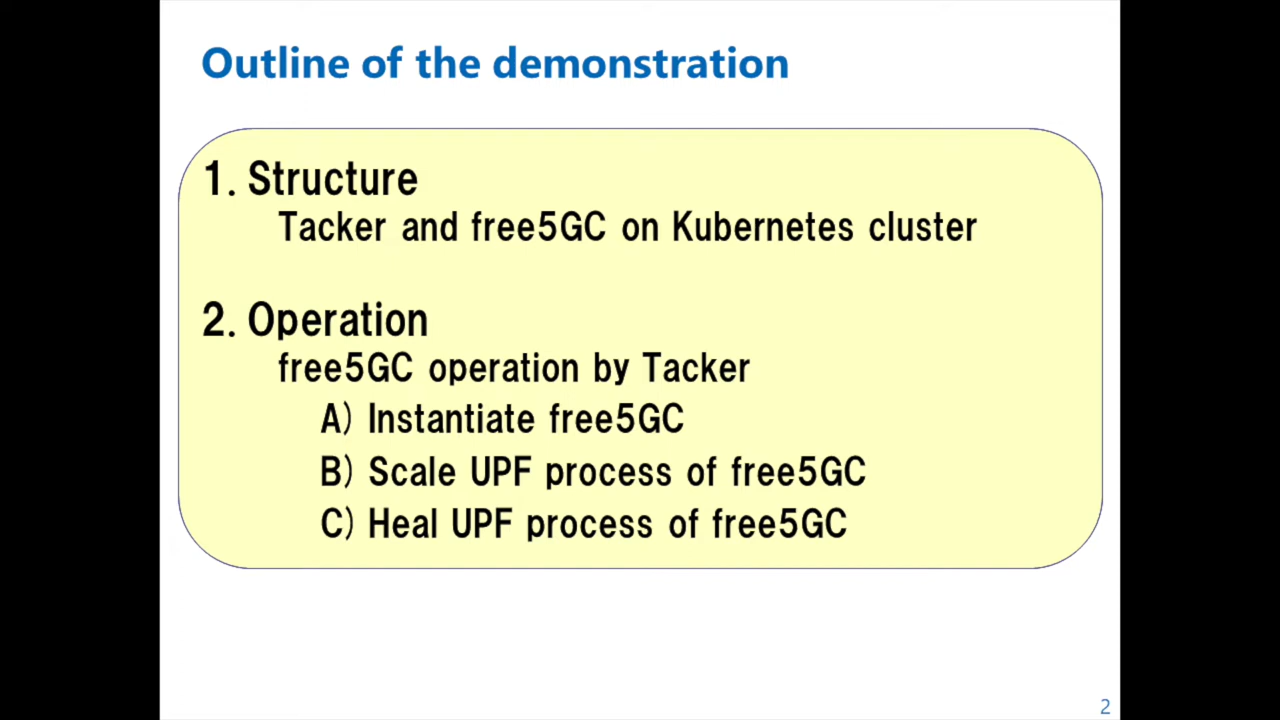 Outline of the demonstration
1. Structure
Tacker and free5GC on Kubernetes cluster
2. Operation
free5GC operation by Tacker
A) Instantiate free5GC
B) Scale UPF process of free5GC
C) Heal UPF process of free5GC
2